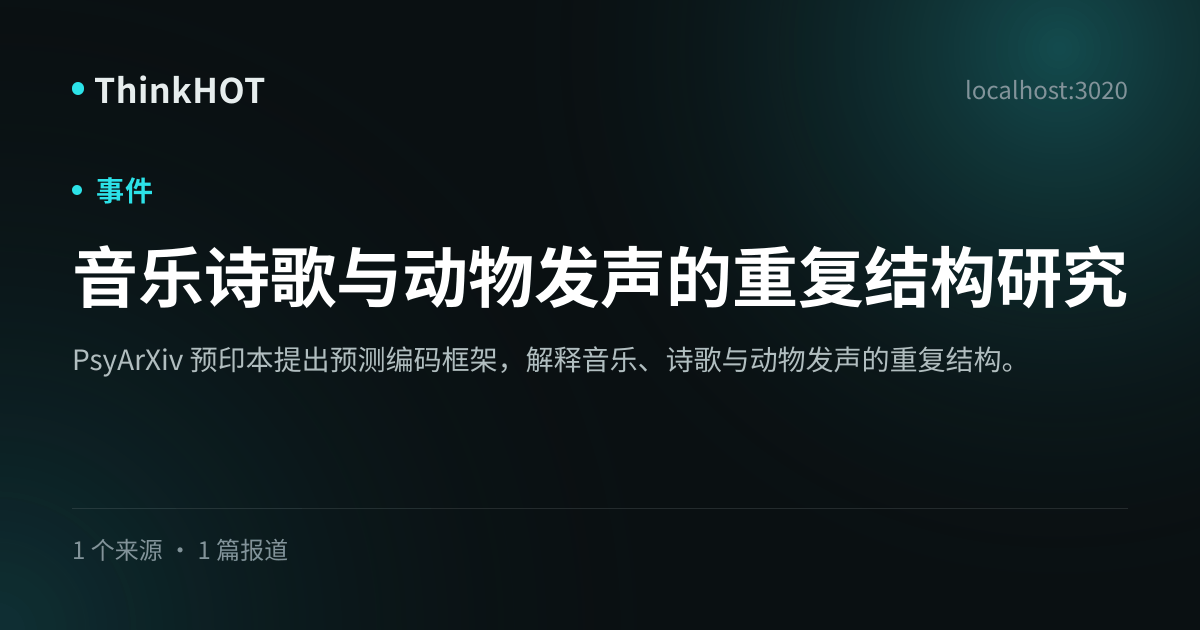 ThinkHOT
localhost:3020
事件
音乐诗歌与动物发声的重复结构研究
PsyArXiv 预印本提出预测编码框架，解释音乐、诗歌与动物发声的重复结构。
1 个来源 · 1 篇报道